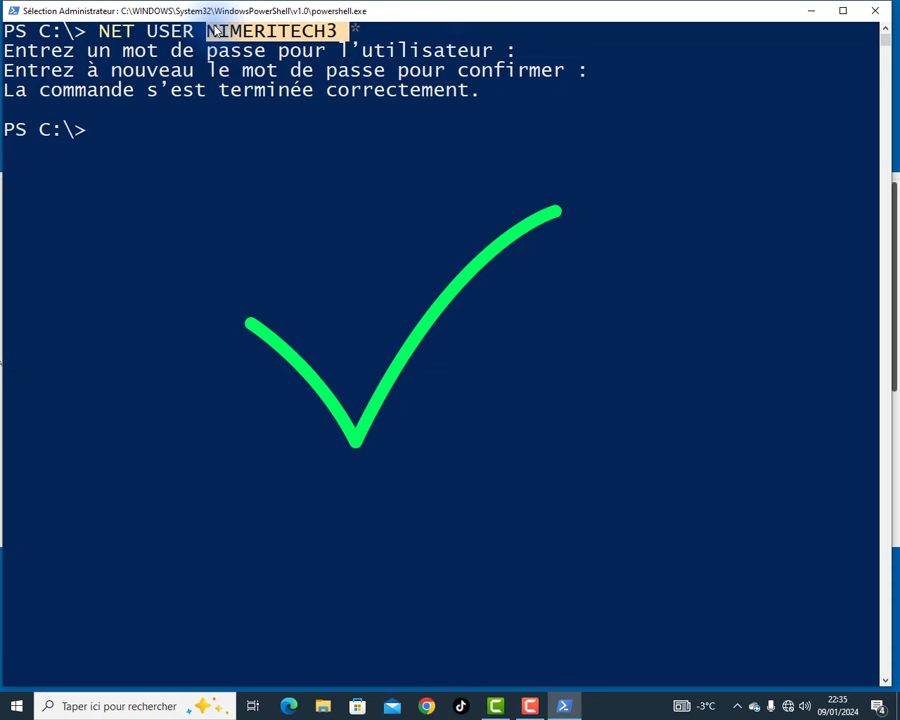 Sélection Administrateur : C:\WINDOWS\System32\WindowsPowerShell\v1.0\powershell.exe
PS C:\> NET USER NIMERITECH3 *
Entrez un mot de passe pour l’utilisateur :
Entrez à nouveau le mot de passe pour confirmer :
La commande s’est terminée correctement.
PS C:\>
Taper ici pour rechercher
-3°C
22:35
09/01/2024
4